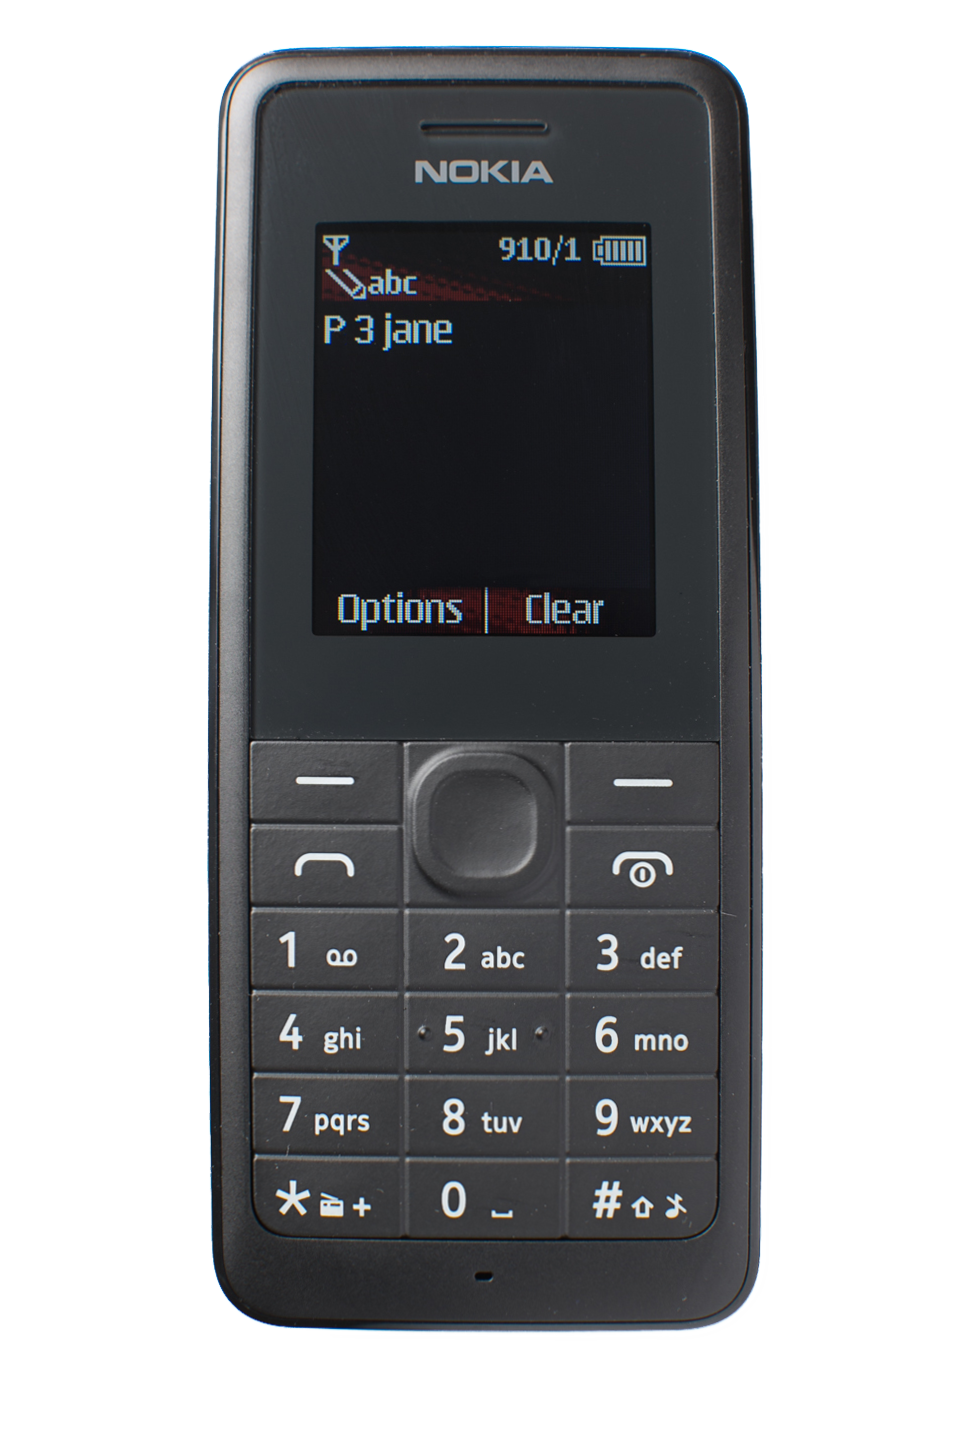 NOKIA
910/1
abc
P 3 jane
Options Clear
1 2 abc 3 def
4 ghi 5 jkl 6 mno
7 pqrs 8 tuv 9 wxyz
* + 0 #